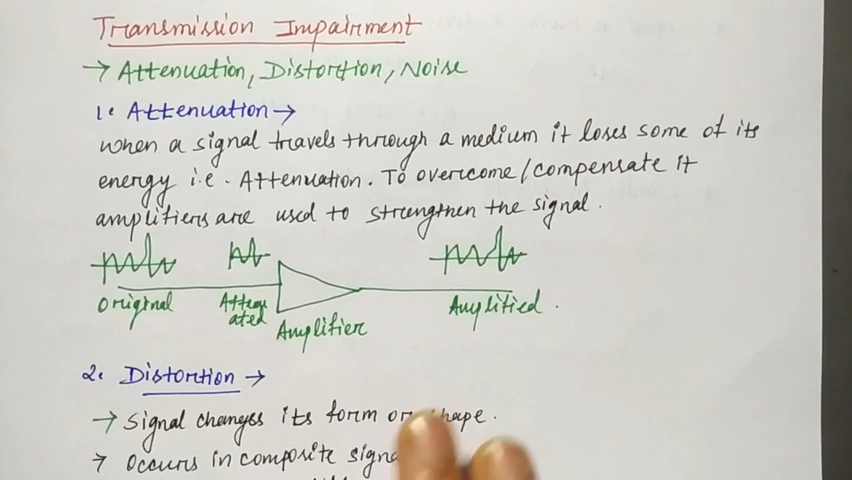 Transmission Impairment
→ Attenuation, Distortion, Noise
1. Attenuation →
When a signal travels through a medium it loses some of its
energy i.e. Attenuation. To overcome/compensate it
amplifiers are used to strengthen the signal.
Original Attenuated Amplifier Amplified.
2. Distortion →
→ Signal changes its form or shape.
→ Occurs in composite